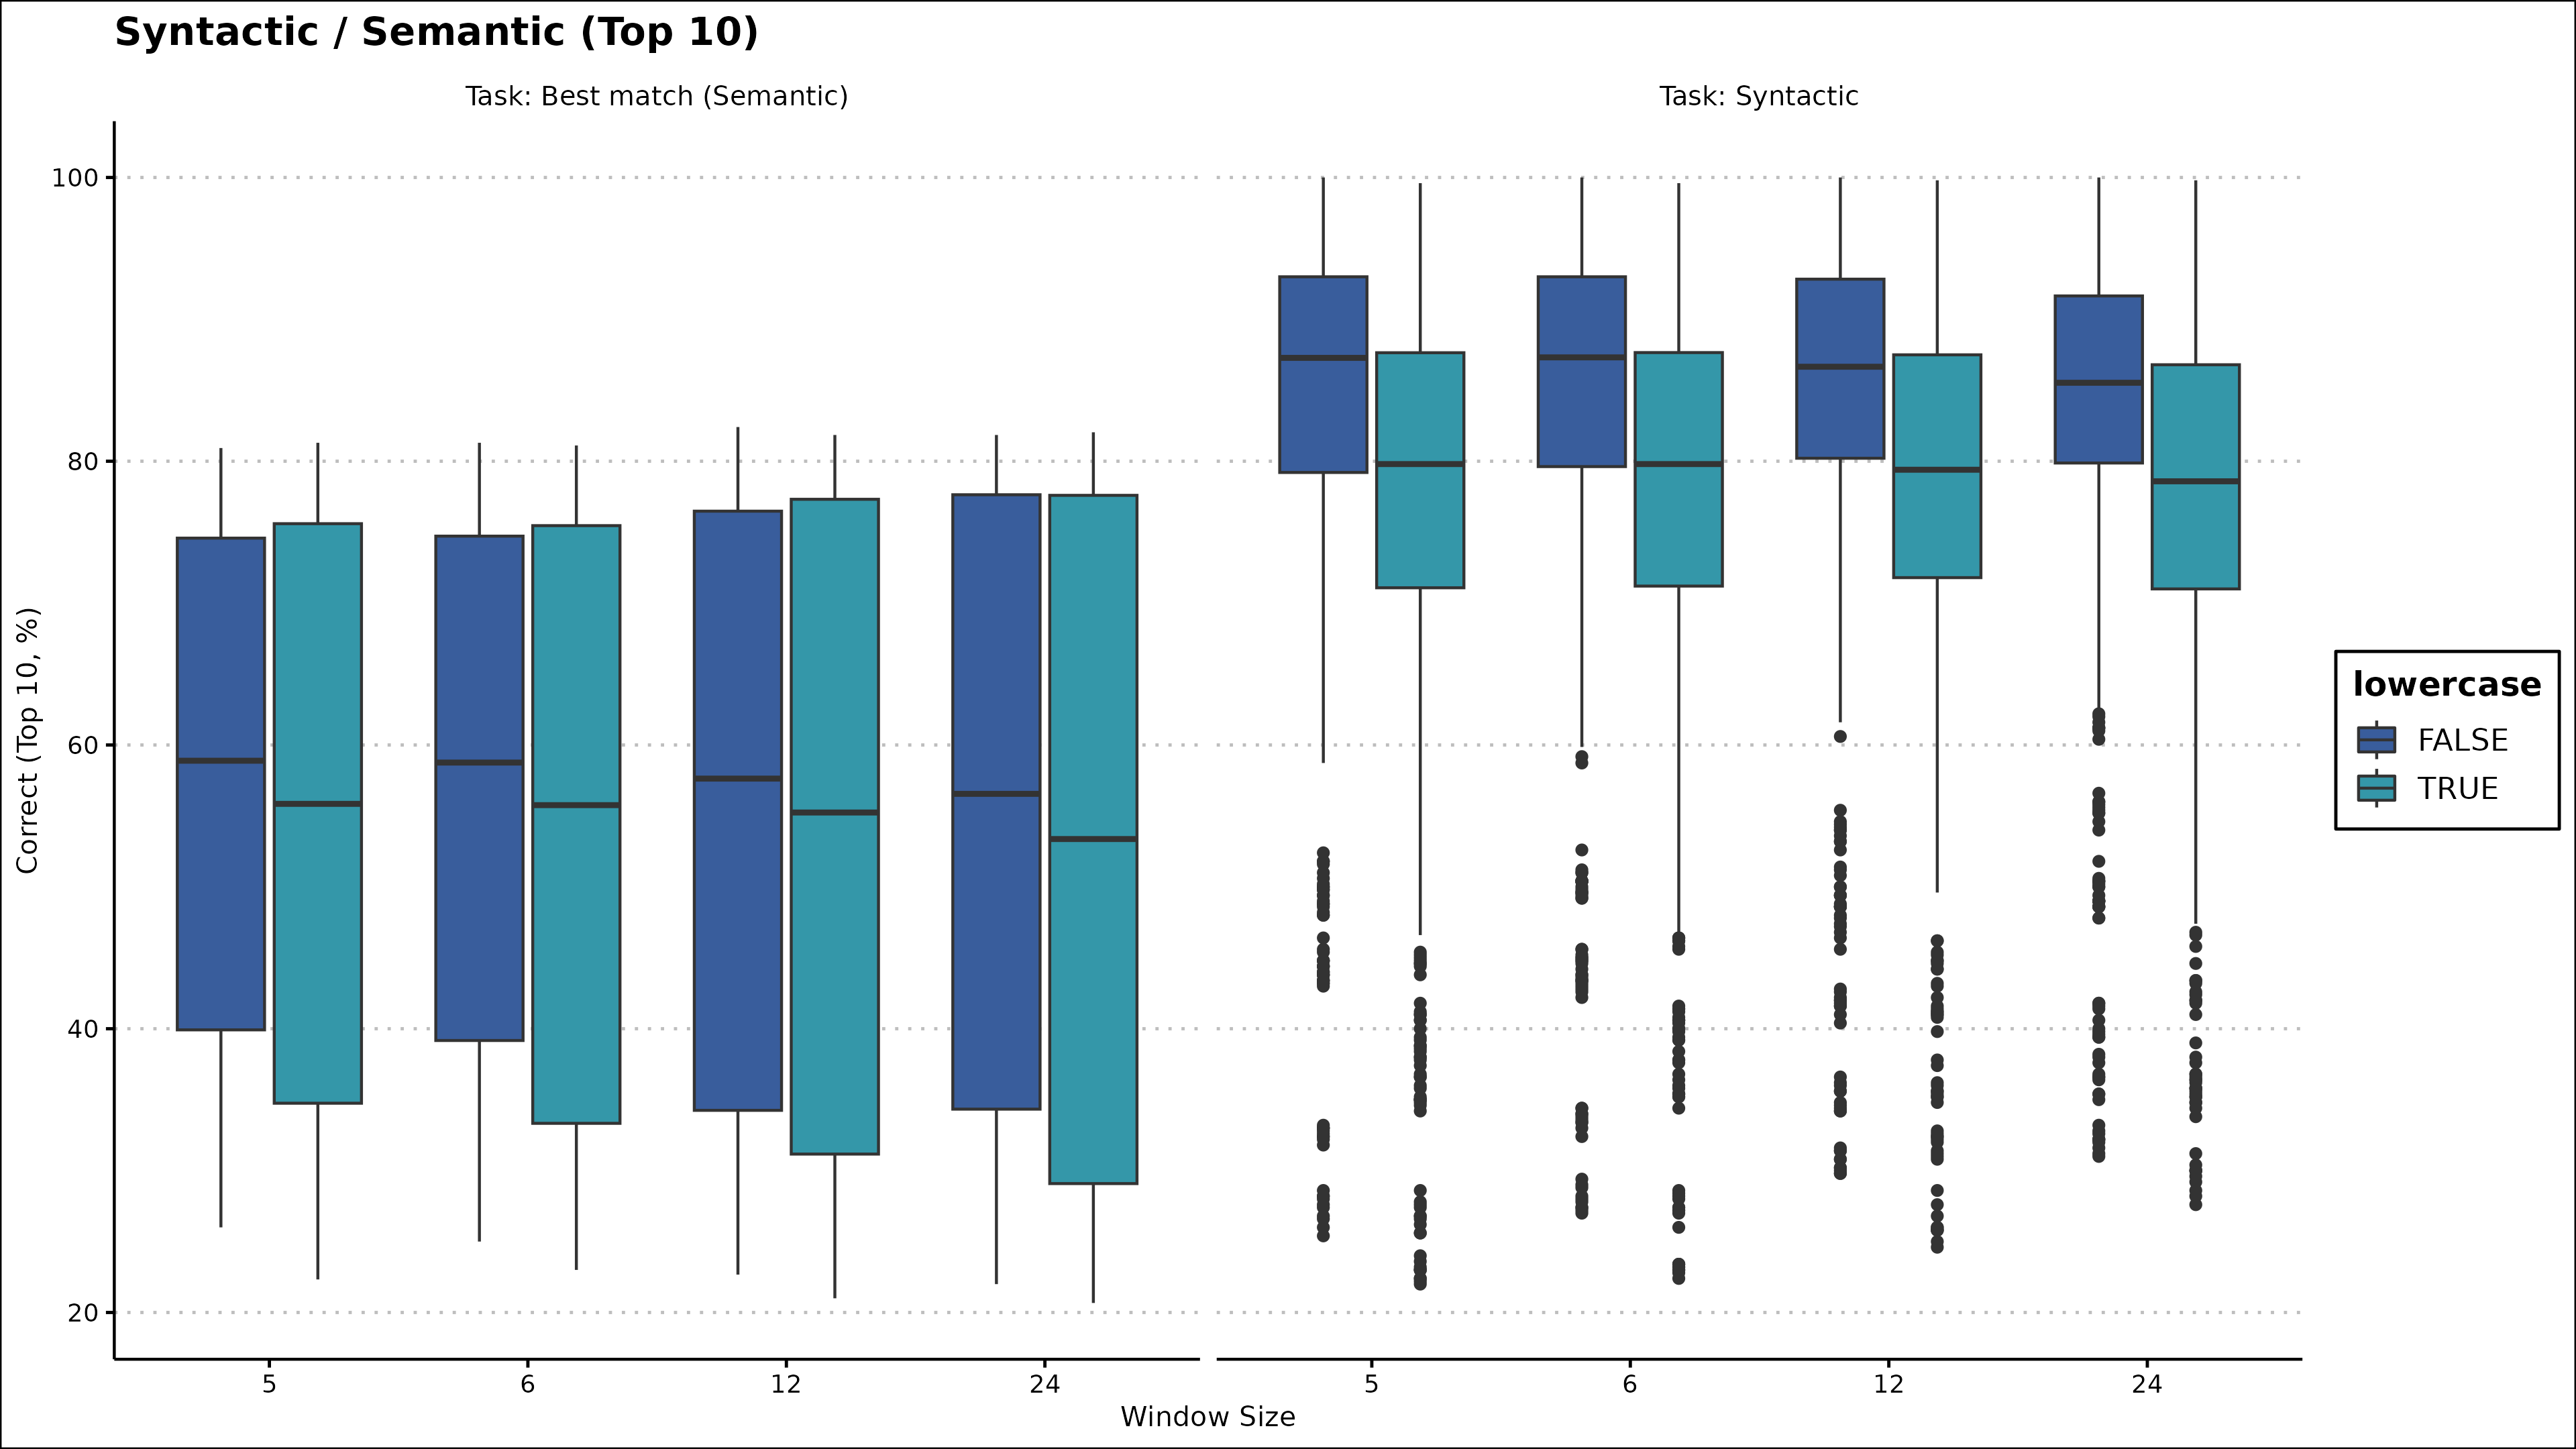 Syntactic / Semantic (Top 10)
Task: Best match (Semantic)
Task: Syntactic
Correct (Top 10, %)
100
80
60
40
20
5 6 12 24
5 6 12 24
Window Size
lowercase
FALSE
TRUE